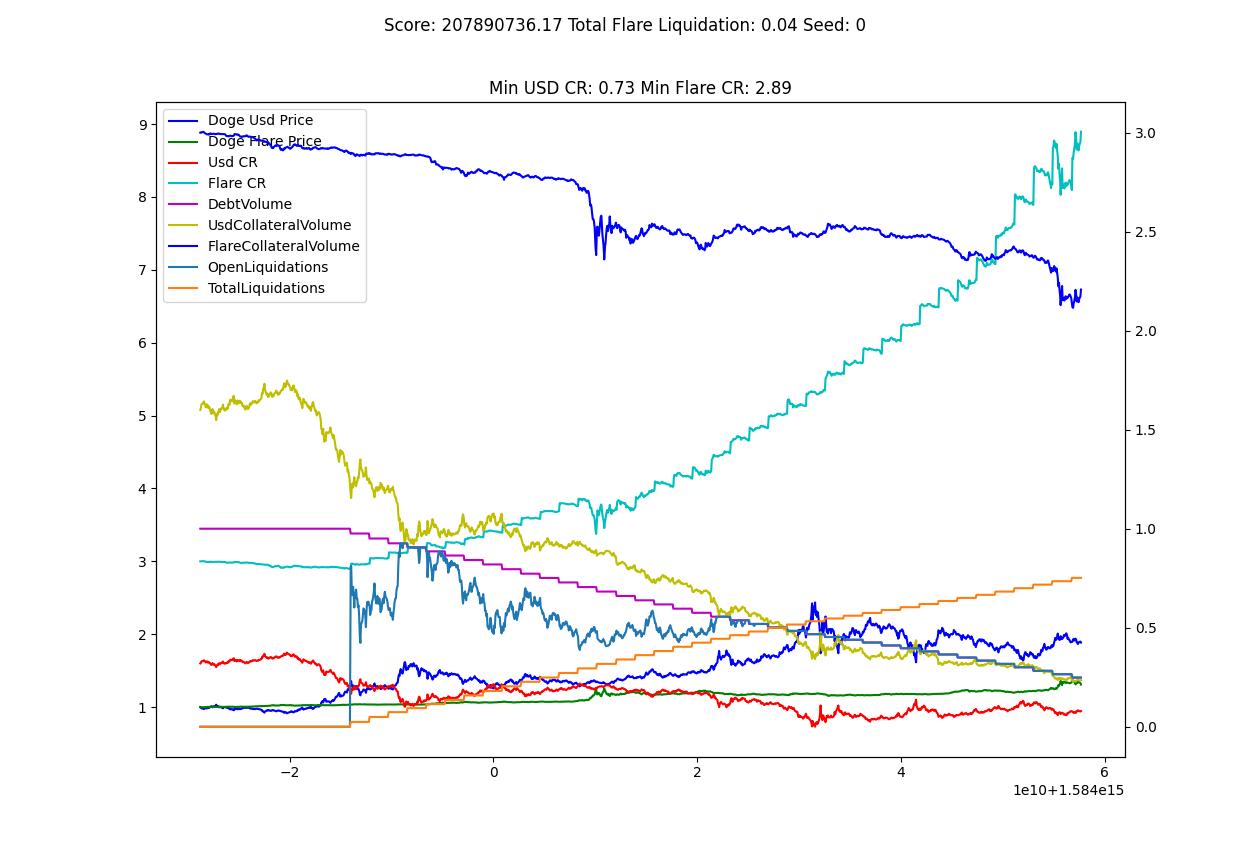 Score: 207890736.17 Total Flare Liquidation: 0.04 Seed: 0
Min USD CR: 0.73 Min Flare CR: 2.89
Doge Usd Price
Doge Flare Price
Usd CR
Flare CR
DebtVolume
UsdCollateralVolume
FlareCollateralVolume
OpenLiquidations
TotalLiquidations
9
8
7
6
5
4
3
2
1
3.0
2.5
2.0
1.5
1.0
0.5
0.0
−2
0
2
4
6
1e10+1.584e15